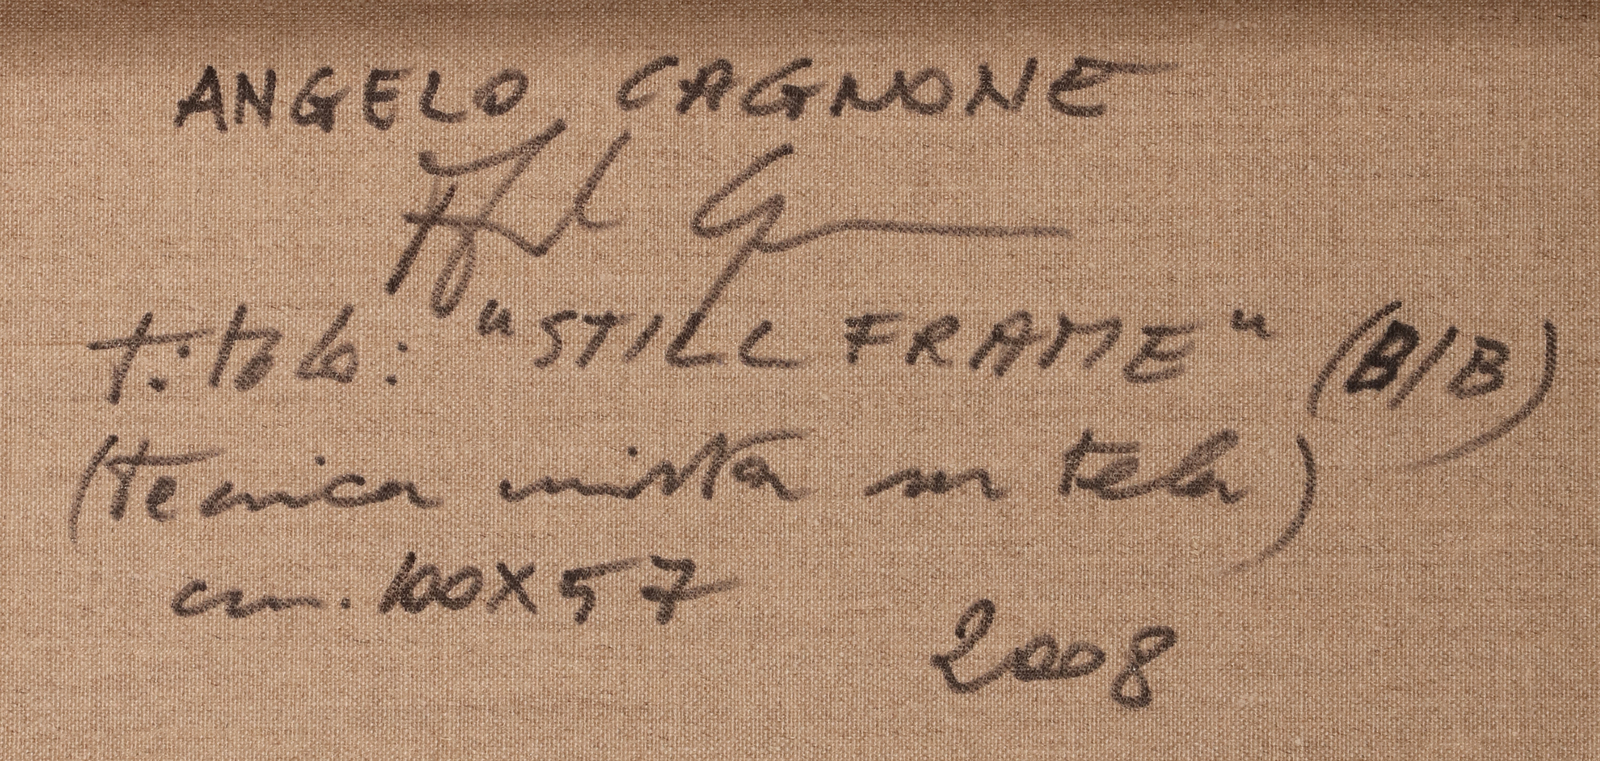 ANGELO CAGNONE
titolo: "STILL FRAME" (B/B)
(tecnica mista su tela)
cm. 100X57
2008